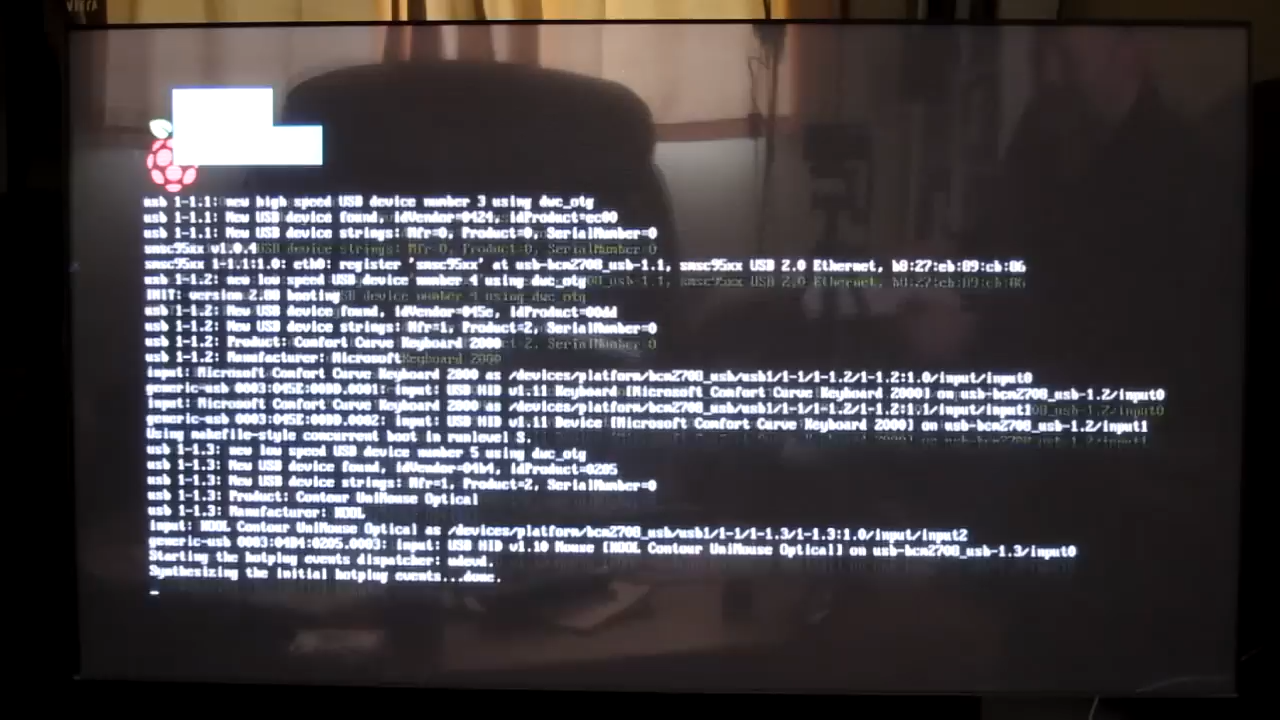 usb 1-1.1: new high speed USB device number 3 using dwc_otg
usb 1-1.1: New USB device found, idVendor=0424, idProduct=ec00
usb 1-1.1: New USB device strings: Mfr=0, Product=0, SerialNumber=0
smsc95xx v1.0.4
smsc95xx 1-1.1:1.0: eth0: register 'smsc95xx' at usb-bcm2708_usb-1.1, smsc95xx USB 2.0 Ethernet, b8:27:eb:89:cb:86
usb 1-1.2: new low speed USB device number 4 using dwc_otg
INIT: version 2.88 booting
usb 1-1.2: New USB device found, idVendor=045e, idProduct=00dd
usb 1-1.2: New USB device strings: Mfr=1, Product=2, SerialNumber=0
usb 1-1.2: Product: Comfort Curve Keyboard 2000
usb 1-1.2: Manufacturer: Microsoft
input: Microsoft Comfort Curve Keyboard 2000 as /devices/platform/bcm2708_usb/usb1/1-1/1-1.2/1-1.2:1.0/input/input0
generic-usb 0003:045E:00DD.0001: input: USB HID v1.11 Keyboard [Microsoft Comfort Curve Keyboard 2000] on usb-bcm2708_usb-1.2/input0
input: Microsoft Comfort Curve Keyboard 2000 as /devices/platform/bcm2708_usb/usb1/1-1/1-1.2/1-1.2:1.1/input/input1
generic-usb 0003:045E:00DD.0002: input: USB HID v1.11 Device [Microsoft Comfort Curve Keyboard 2000] on usb-bcm2708_usb-1.2/input1
Using makefile-style concurrent boot in runlevel S.
usb 1-1.3: new low speed USB device number 5 using dwc_otg
usb 1-1.3: New USB device found, idVendor=04b4, idProduct=0205
usb 1-1.3: New USB device strings: Mfr=1, Product=2, SerialNumber=0
usb 1-1.3: Product: Contour UniMouse Optical
usb 1-1.3: Manufacturer:
input: Contour UniMouse Optical as /devices/platform/bcm2708_usb/usb1/1-1/1-1.3/1-1.3:1.0/input/input2
generic-usb 0003:04B4:0205.0003: input: USB HID v1.10 Mouse Contour UniMouse Optical] on usb-bcm2708_usb-1.3/input0
Starting the hotplug events dispatcher: udevd.
Synthesizing the initial hotplug events...done.